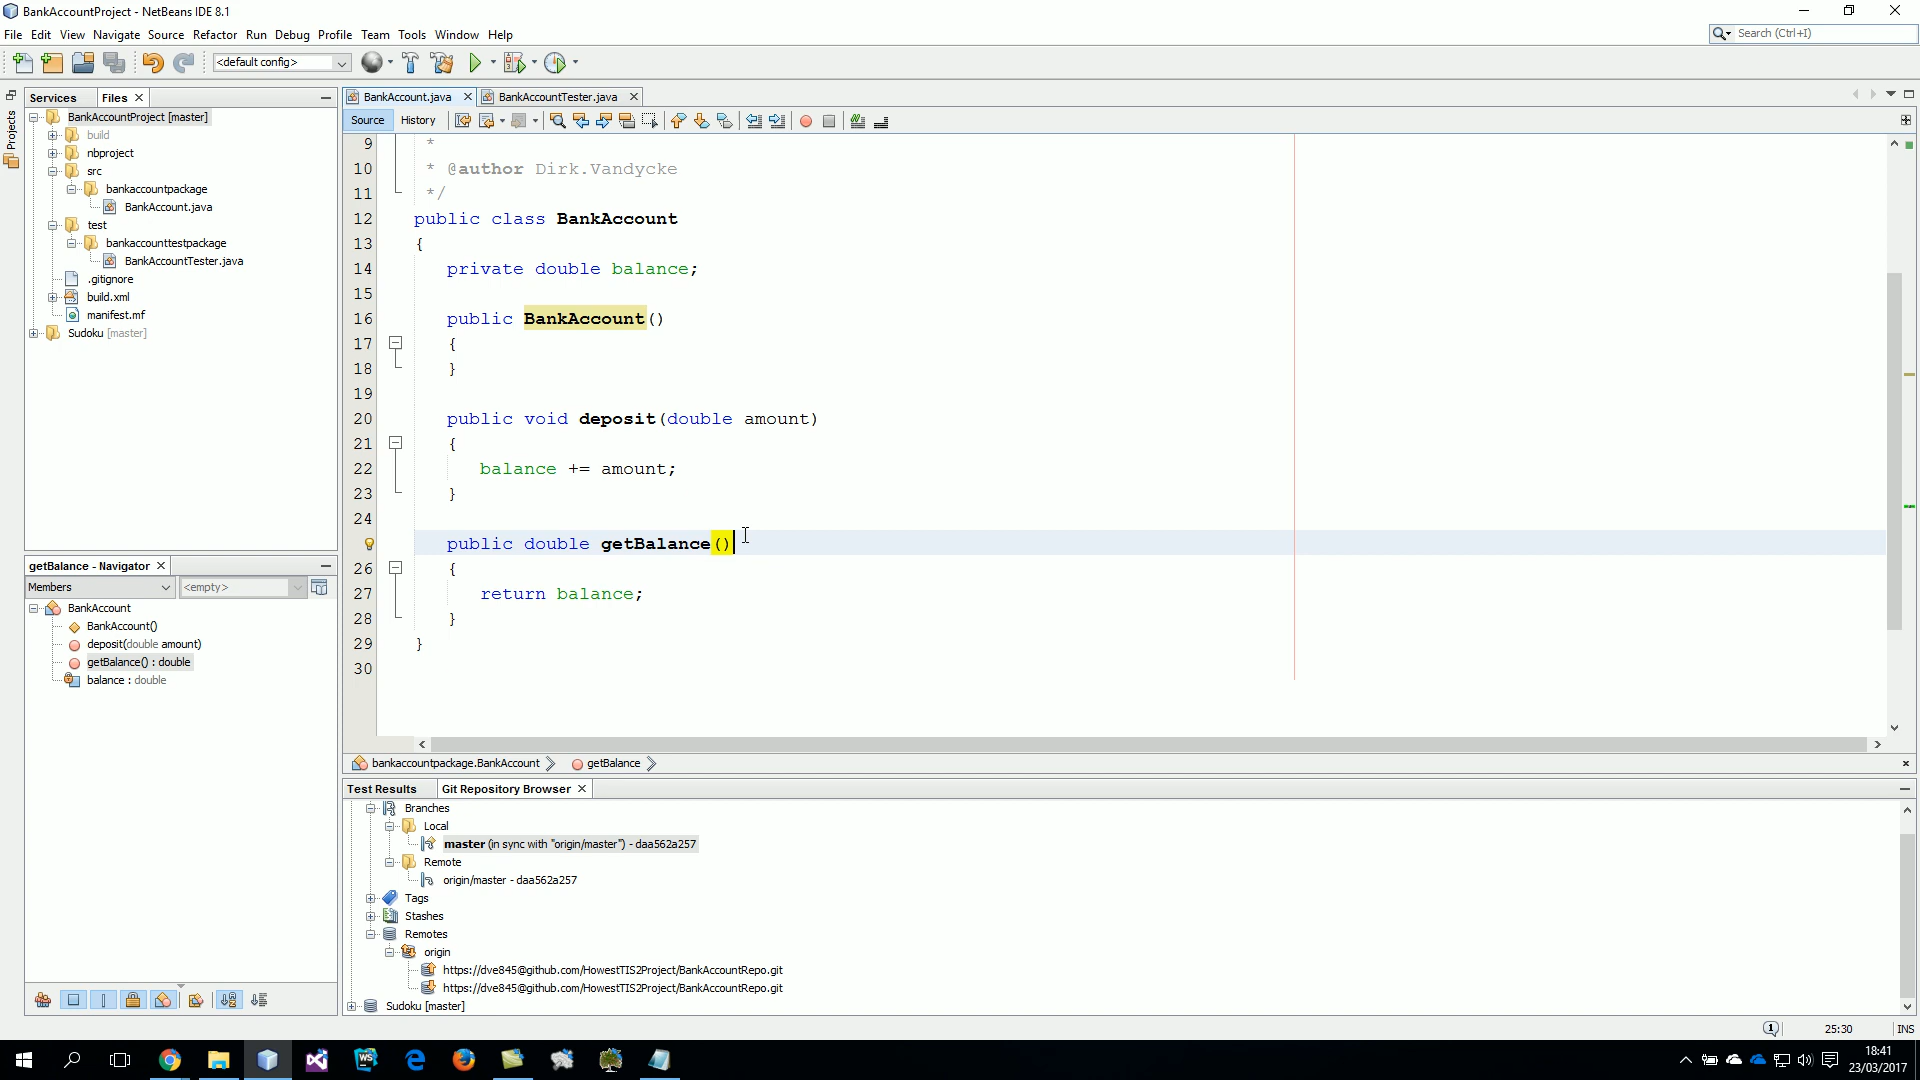 BankAccountProject - NetBeans IDE 8.1
File Edit View Navigate Source Refactor Run Debug Profile Team Tools Window Help
Search (Ctrl+I)
<default config>
Projects
Services Files
BankAccountProject [master]
build
nbproject
src
bankaccountpackage
BankAccount.java
test
bankaccounttestpackage
BankAccountTester.java
.gitignore
build.xml
manifest.mf
Sudoku [master]
getBalance - Navigator
Members <empty>
BankAccount
BankAccount()
deposit(double amount)
getBalance() : double
balance : double
BankAccount.java BankAccountTester.java
Source History
9 *
10 * @author Dirk.Vandycke
11 */
12 public class BankAccount
13 {
14 private double balance;
15
16 public BankAccount()
17 {
18 }
19
20 public void deposit(double amount)
21 {
22 balance += amount;
23 }
24
public double getBalance()
26 {
27 return balance;
28 }
29 }
30
bankaccountpackage.BankAccount getBalance
Test Results Git Repository Browser
Branches
Local
master (in sync with "origin/master") - daa562a257
Remote
origin/master - daa562a257
Tags
Stashes
Remotes
origin
https://dve845@github.com/HowestTIS2Project/BankAccountRepo.git
https://dve845@github.com/HowestTIS2Project/BankAccountRepo.git
Sudoku [master]
1 25:30 INS
WS
18:41
23/03/2017